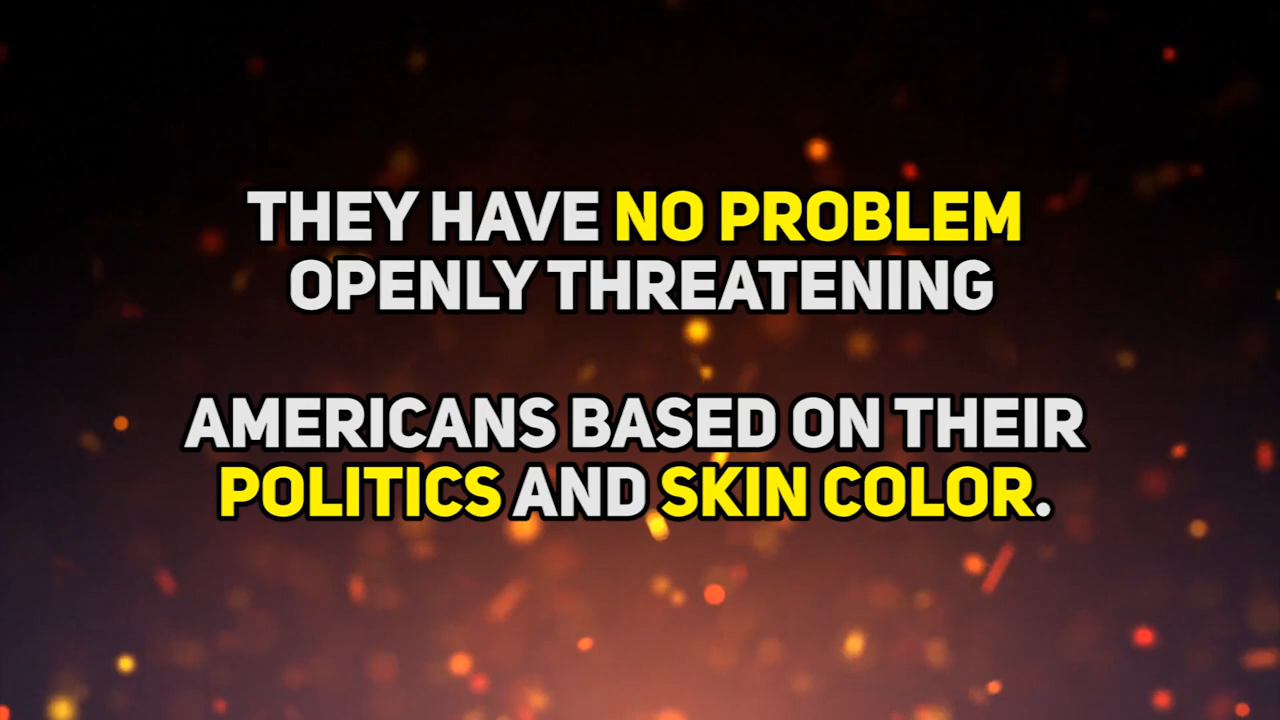 THEY HAVE NO PROBLEM
OPENLY THREATENING
AMERICANS BASED ON THEIR
POLITICS AND SKIN COLOR.